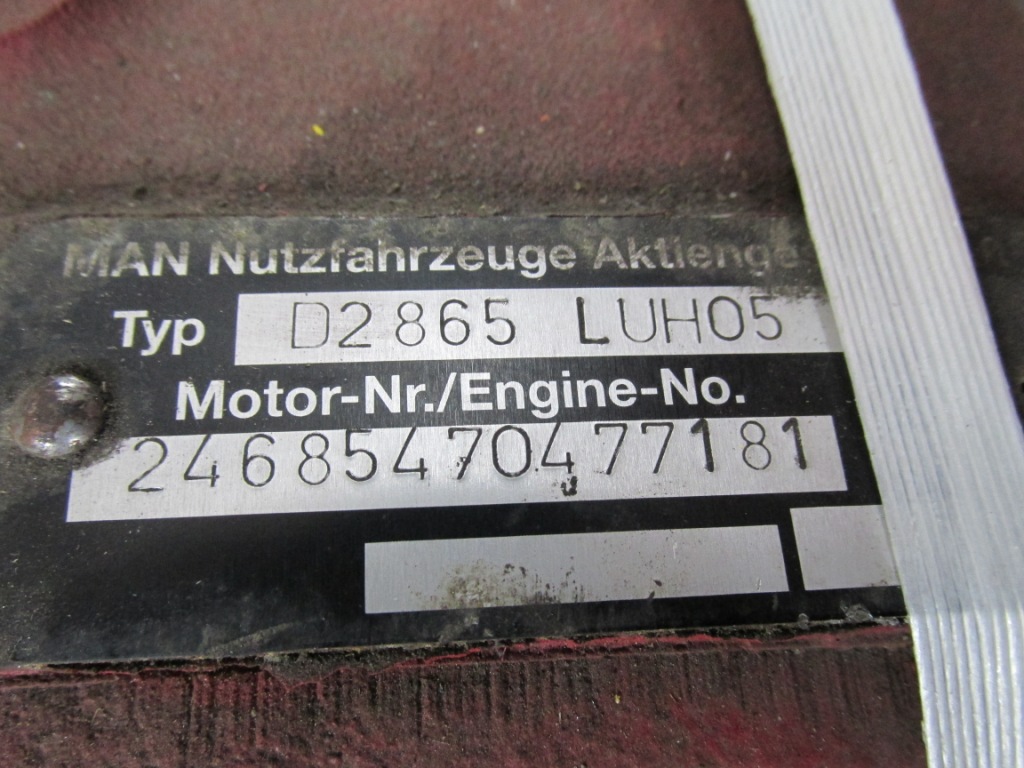 MAN Nutzfahrzeuge Aktienge
Typ D2865 LUH05
Motor-Nr./Engine-No.
24685470477181